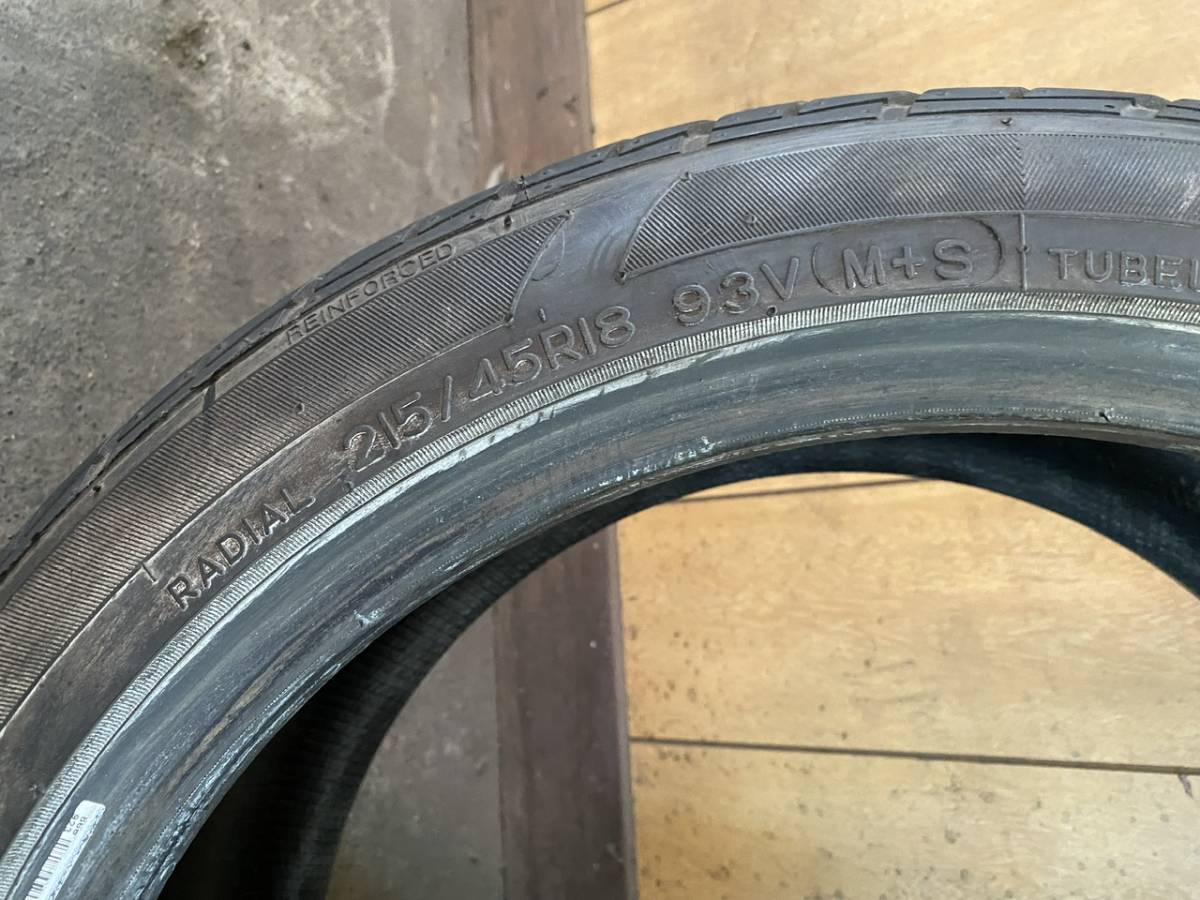 REINFORCED
RADIAL 215/45R18 93V M+S TUBEL